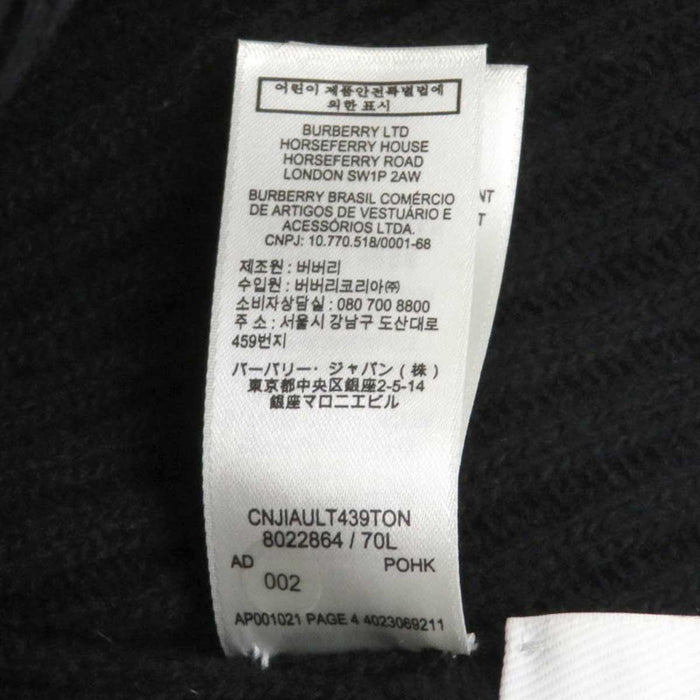 어린이 제품안전특별법에
의한 표시
BURBERRY LTD
HORSEFERRY HOUSE
HORSEFERRY ROAD
LONDON SW1P 2AW
BURBERRY BRASIL COMÉRCIO
DE ARTIGOS DE VESTUÁRIO E
ACESSÓRIOS LTDA.
CNPJ: 10.770.518/0001-68
제조원 : 버버리
수입원 : 버버리코리아㈜
소비자상담실 : 080 700 8800
주 소 : 서울시 강남구 도산대로
459번지
バーバリー・ジャパン（株）
東京都中央区銀座2-5-14
銀座マロニエビル
CNJIAULT439TON
8022864 / 70L
AD POHK
002
AP001021 PAGE 4 4023069211
NT
T